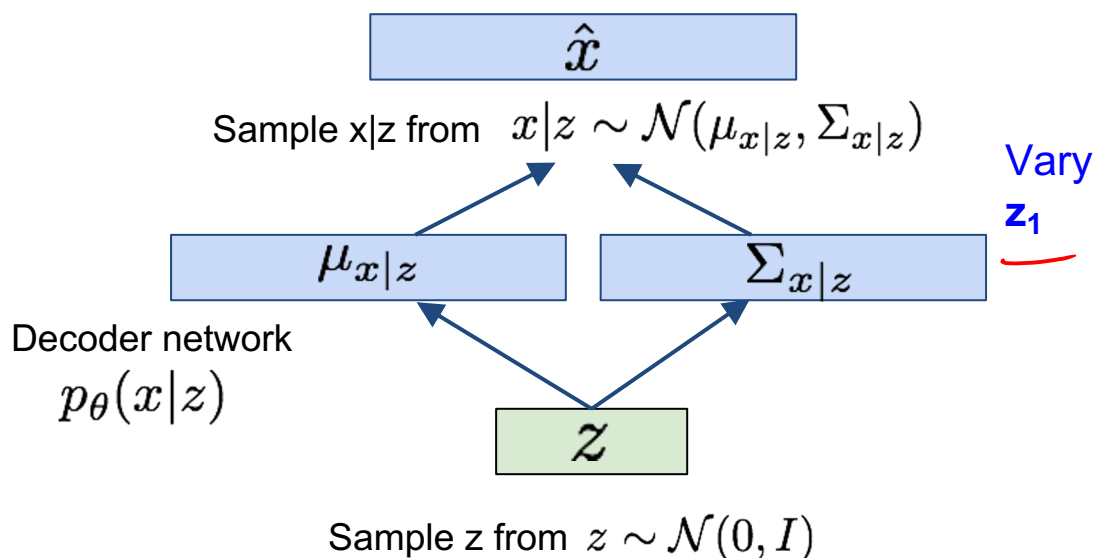 x̂
Sample x|z from x|z ∼ 𝒩(μ_{x|z}, Σ_{x|z})
Vary
z₁
μ_{x|z}
Σ_{x|z}
Decoder network
p_θ(x|z)
z
Sample z from z ∼ 𝒩(0, I)